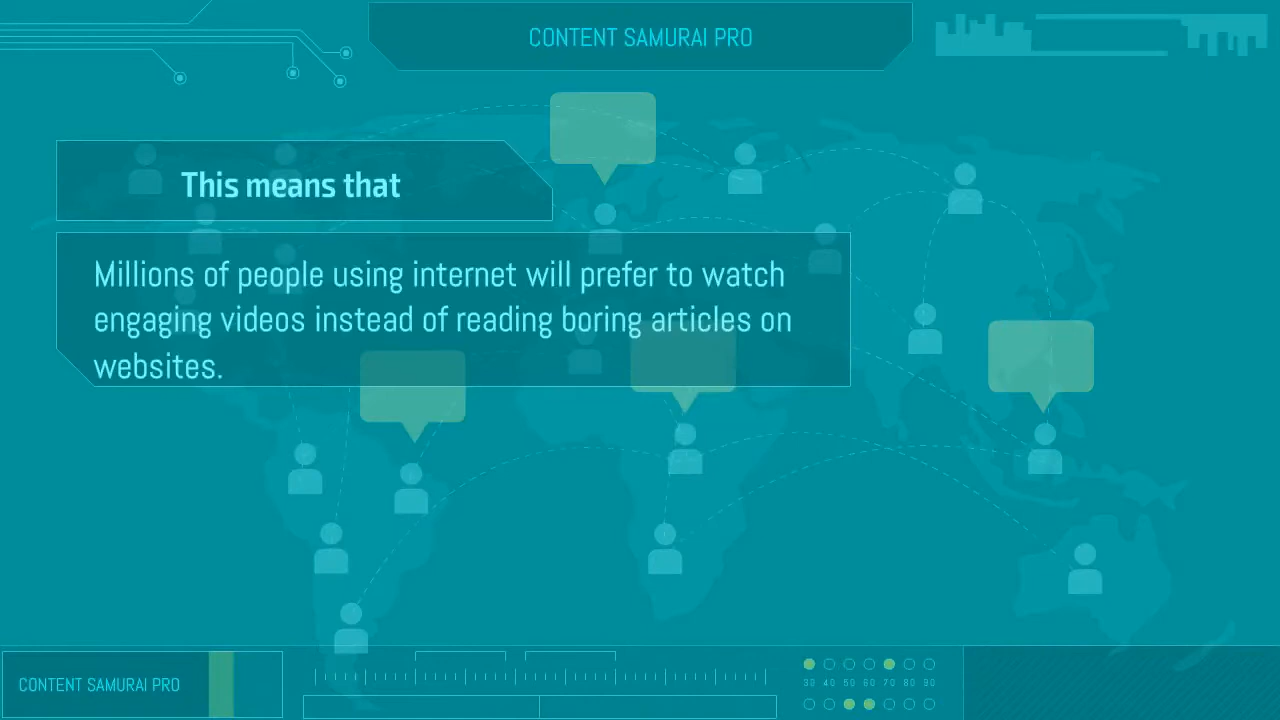 CONTENT SAMURAI PRO
This means that
Millions of people using internet will prefer to watch
engaging videos instead of reading boring articles on
websites.
CONTENT SAMURAI PRO
30 40 50 60 70 80 90